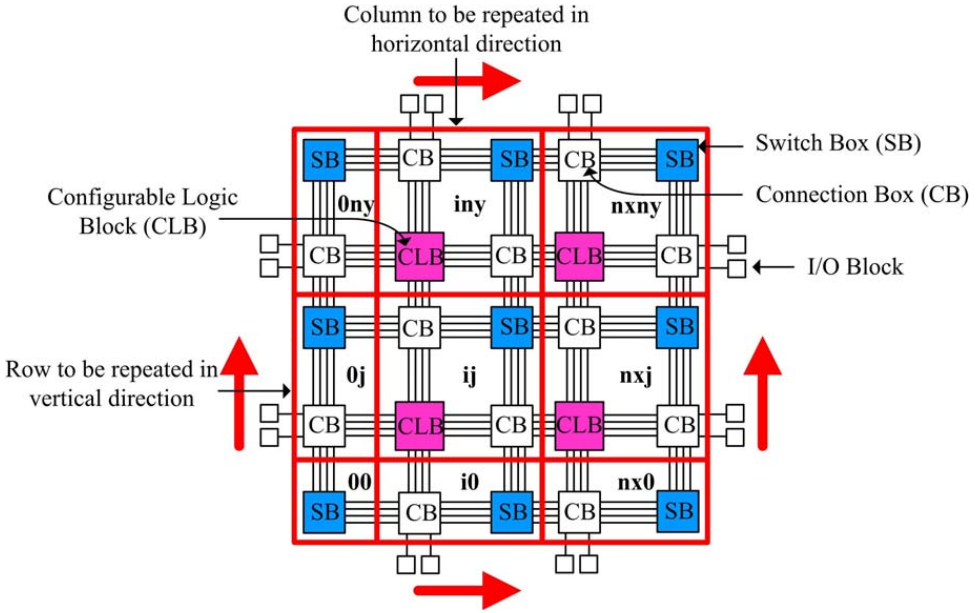 Column to be repeated in
horizontal direction
SB CB SB CB SB
Switch Box (SB)
Configurable Logic
Block (CLB)
0ny iny nxny
Connection Box (CB)
CB CLB CB CLB CB
I/O Block
SB CB SB CB SB
Row to be repeated in
vertical direction
0j ij nxj
CB CLB CB CLB CB
00 i0 nx0
SB CB SB CB SB